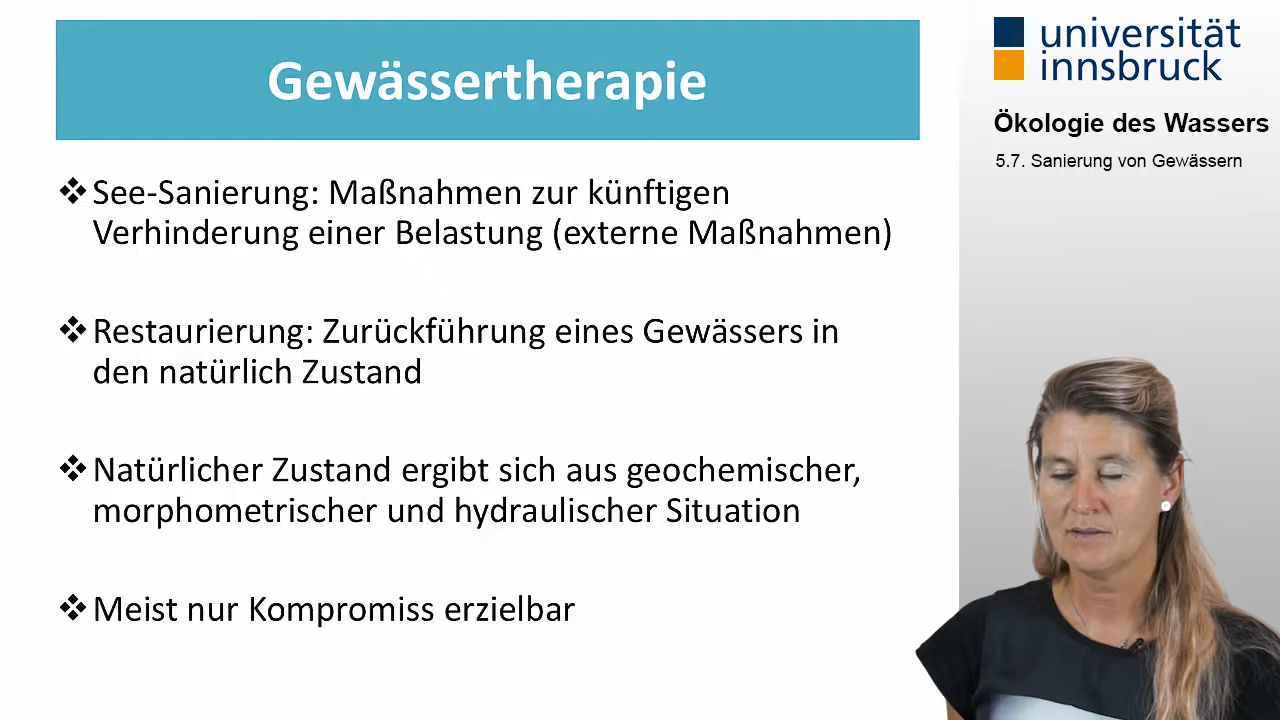 Gewässertherapie
❖ See-Sanierung: Maßnahmen zur künftigen
Verhinderung einer Belastung (externe Maßnahmen)
❖ Restaurierung: Zurückführung eines Gewässers in
den natürlich Zustand
❖ Natürlicher Zustand ergibt sich aus geochemischer,
morphometrischer und hydraulischer Situation
❖ Meist nur Kompromiss erzielbar
universität
innsbruck
Ökologie des Wassers
5.7. Sanierung von Gewässern